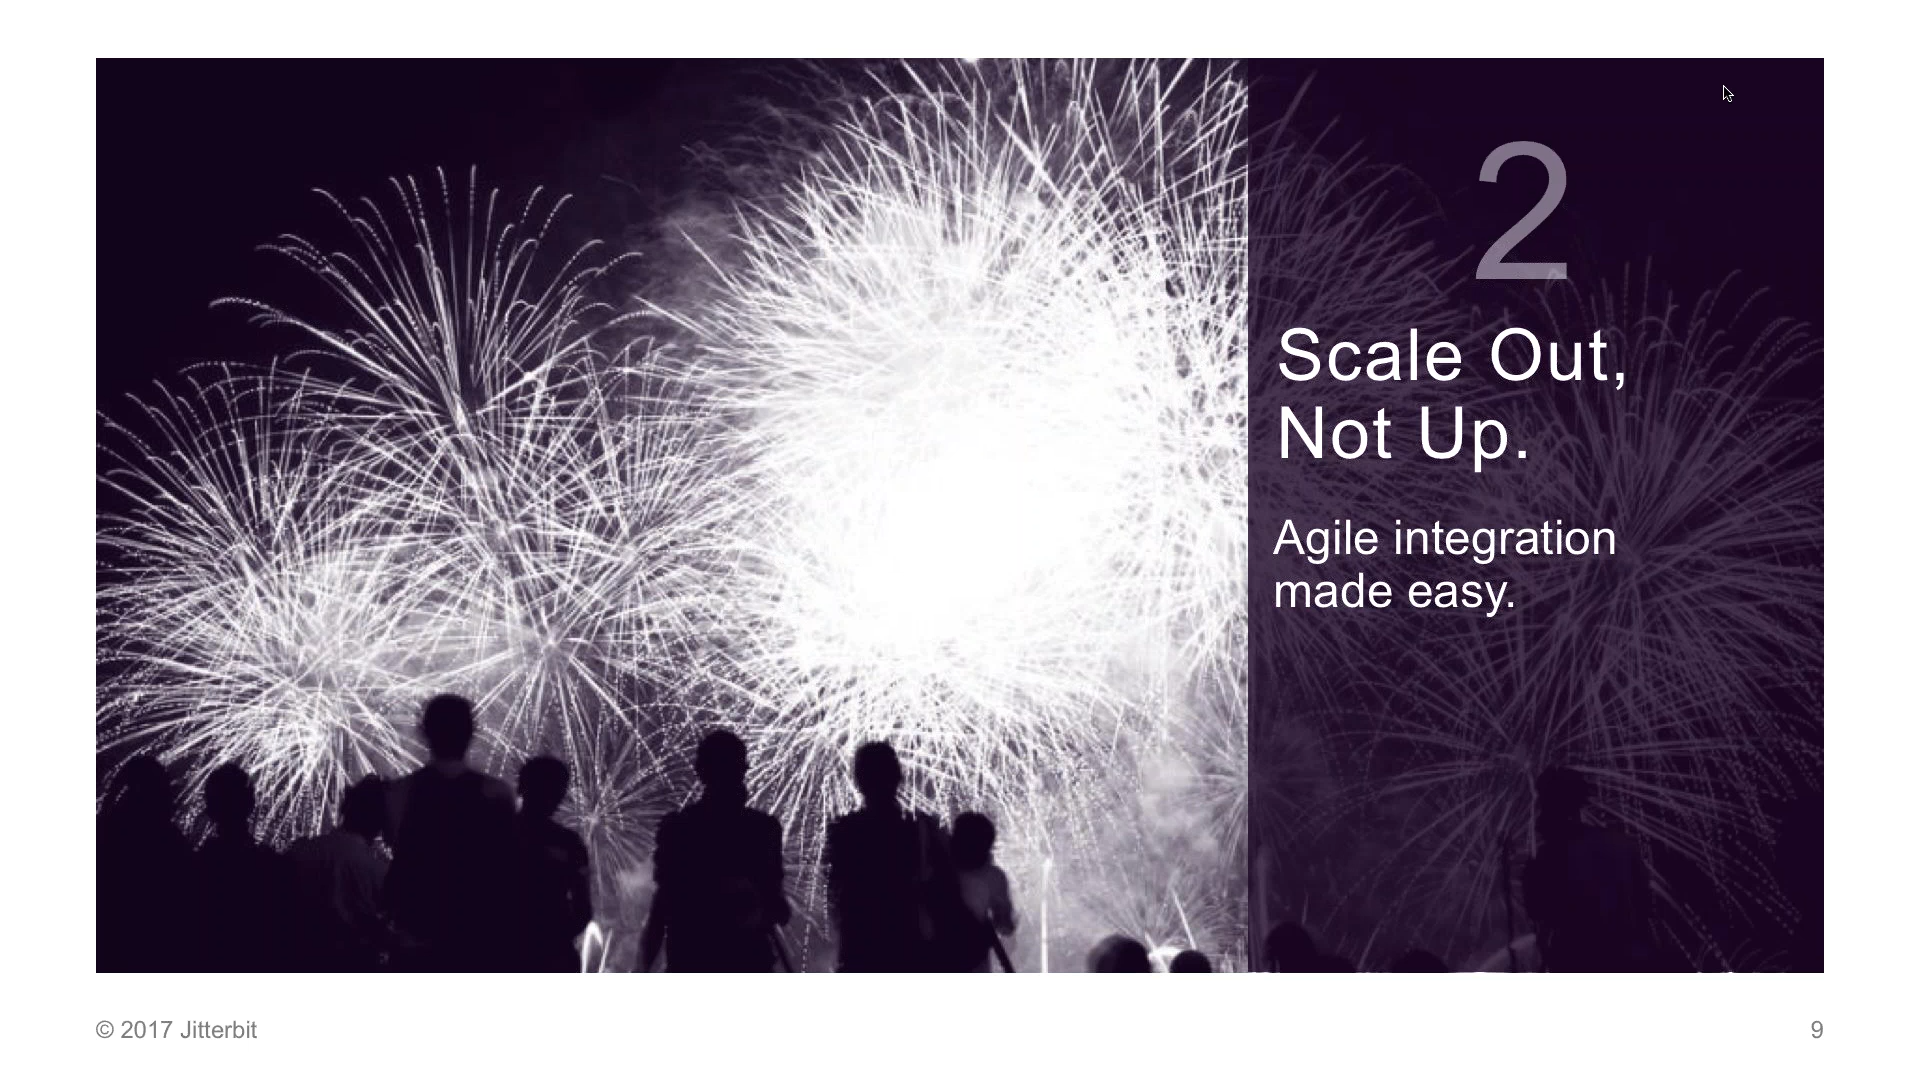 2
Scale Out,
Not Up.
Agile integration
made easy.
© 2017 Jitterbit
9